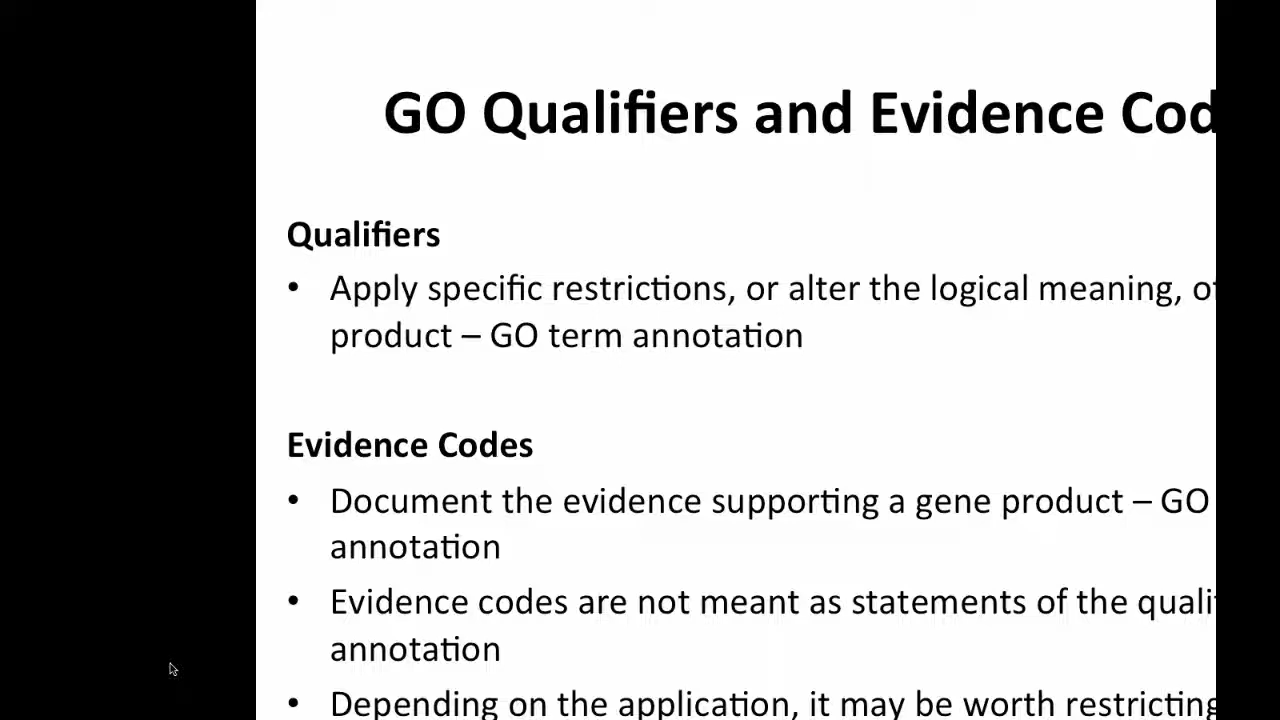 GO Qualifiers and Evidence Cod
Qualifiers
• Apply specific restrictions, or alter the logical meaning, of
product – GO term annotation
Evidence Codes
• Document the evidence supporting a gene product – GO
annotation
• Evidence codes are not meant as statements of the quali
annotation
• Depending on the application, it may be worth restricting